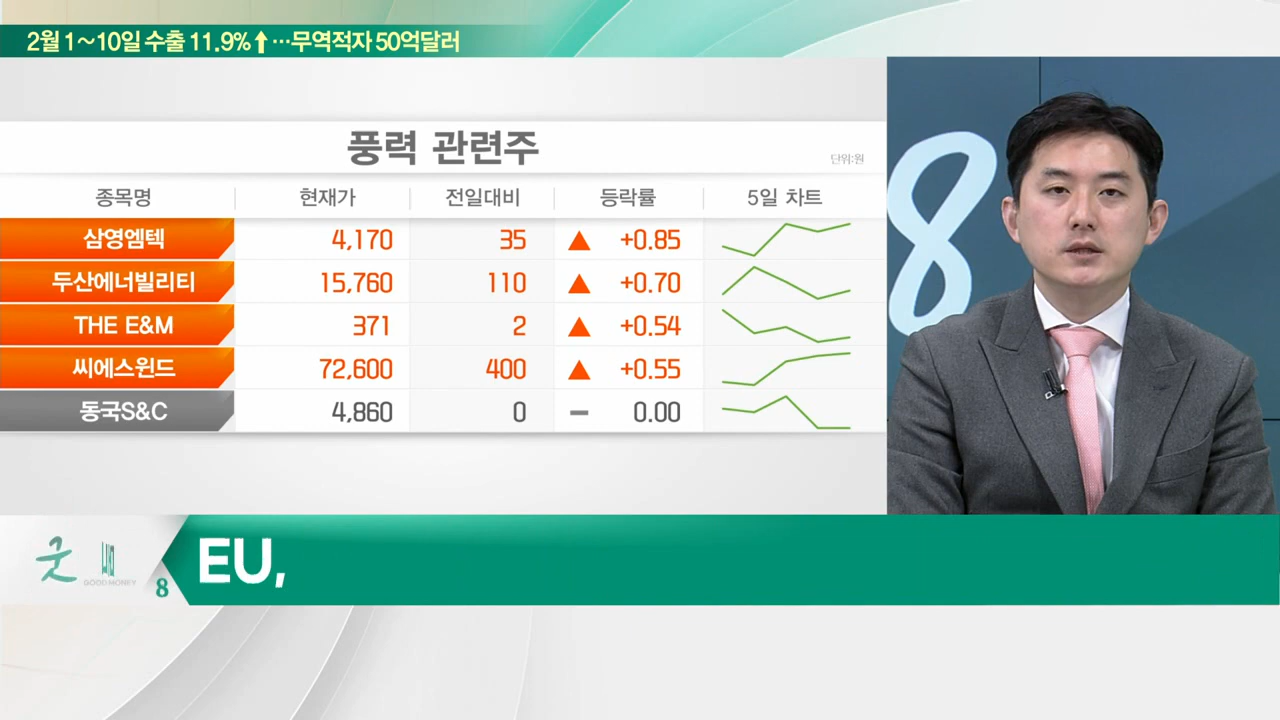 2월 1~10일 수출 11.9%⬆···무역적자 50억달러
8
풍력 관련주
단위:원
종목명 현재가 전일대비 등락률 5일 차트
삼영엠텍 4,170 35 ▲ +0.85
두산에너빌리티 15,760 110 ▲ +0.70
THE E&M 371 2 ▲ +0.54
씨에스윈드 72,600 400 ▲ +0.55
동국S&C 4,860 0 – 0.00
굿
GOOD MONEY
8
EU,